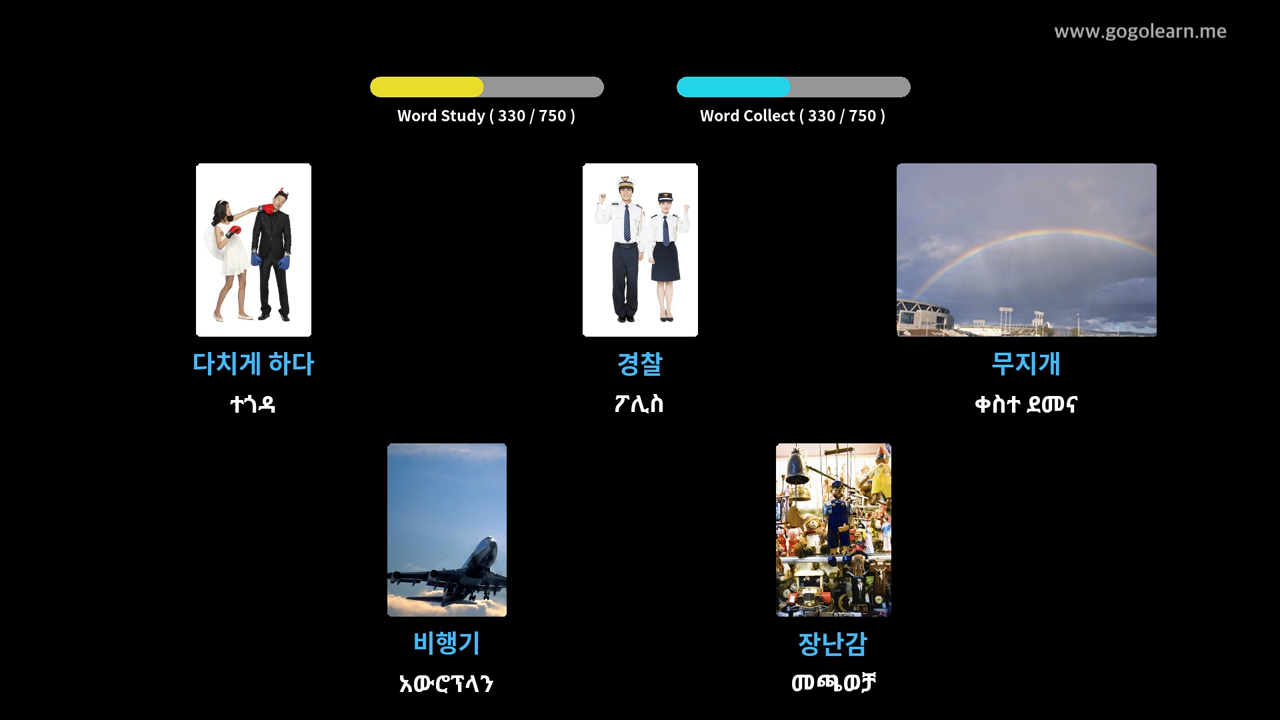 www.gogolearn.me
Word Study ( 330 / 750 )
Word Collect ( 330 / 750 )
다치게 하다
경찰
무지개
ተጎዳ
ፖሊስ
ቀስተ ደመና
비행기
장난감
አውሮፕላን
መጫወቻ